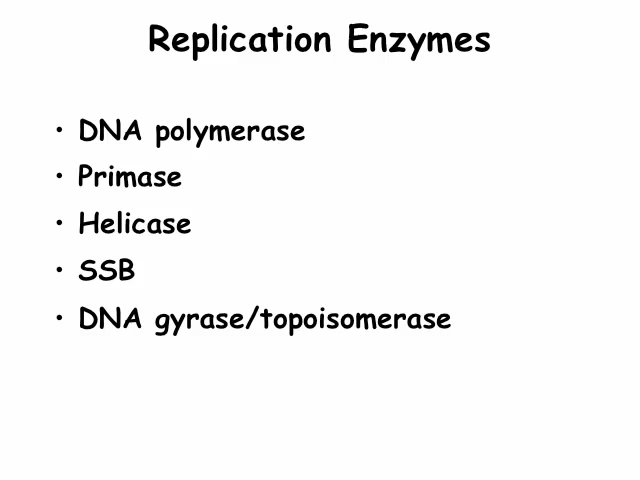 Replication Enzymes
• DNA polymerase
• Primase
• Helicase
• SSB
• DNA gyrase/topoisomerase